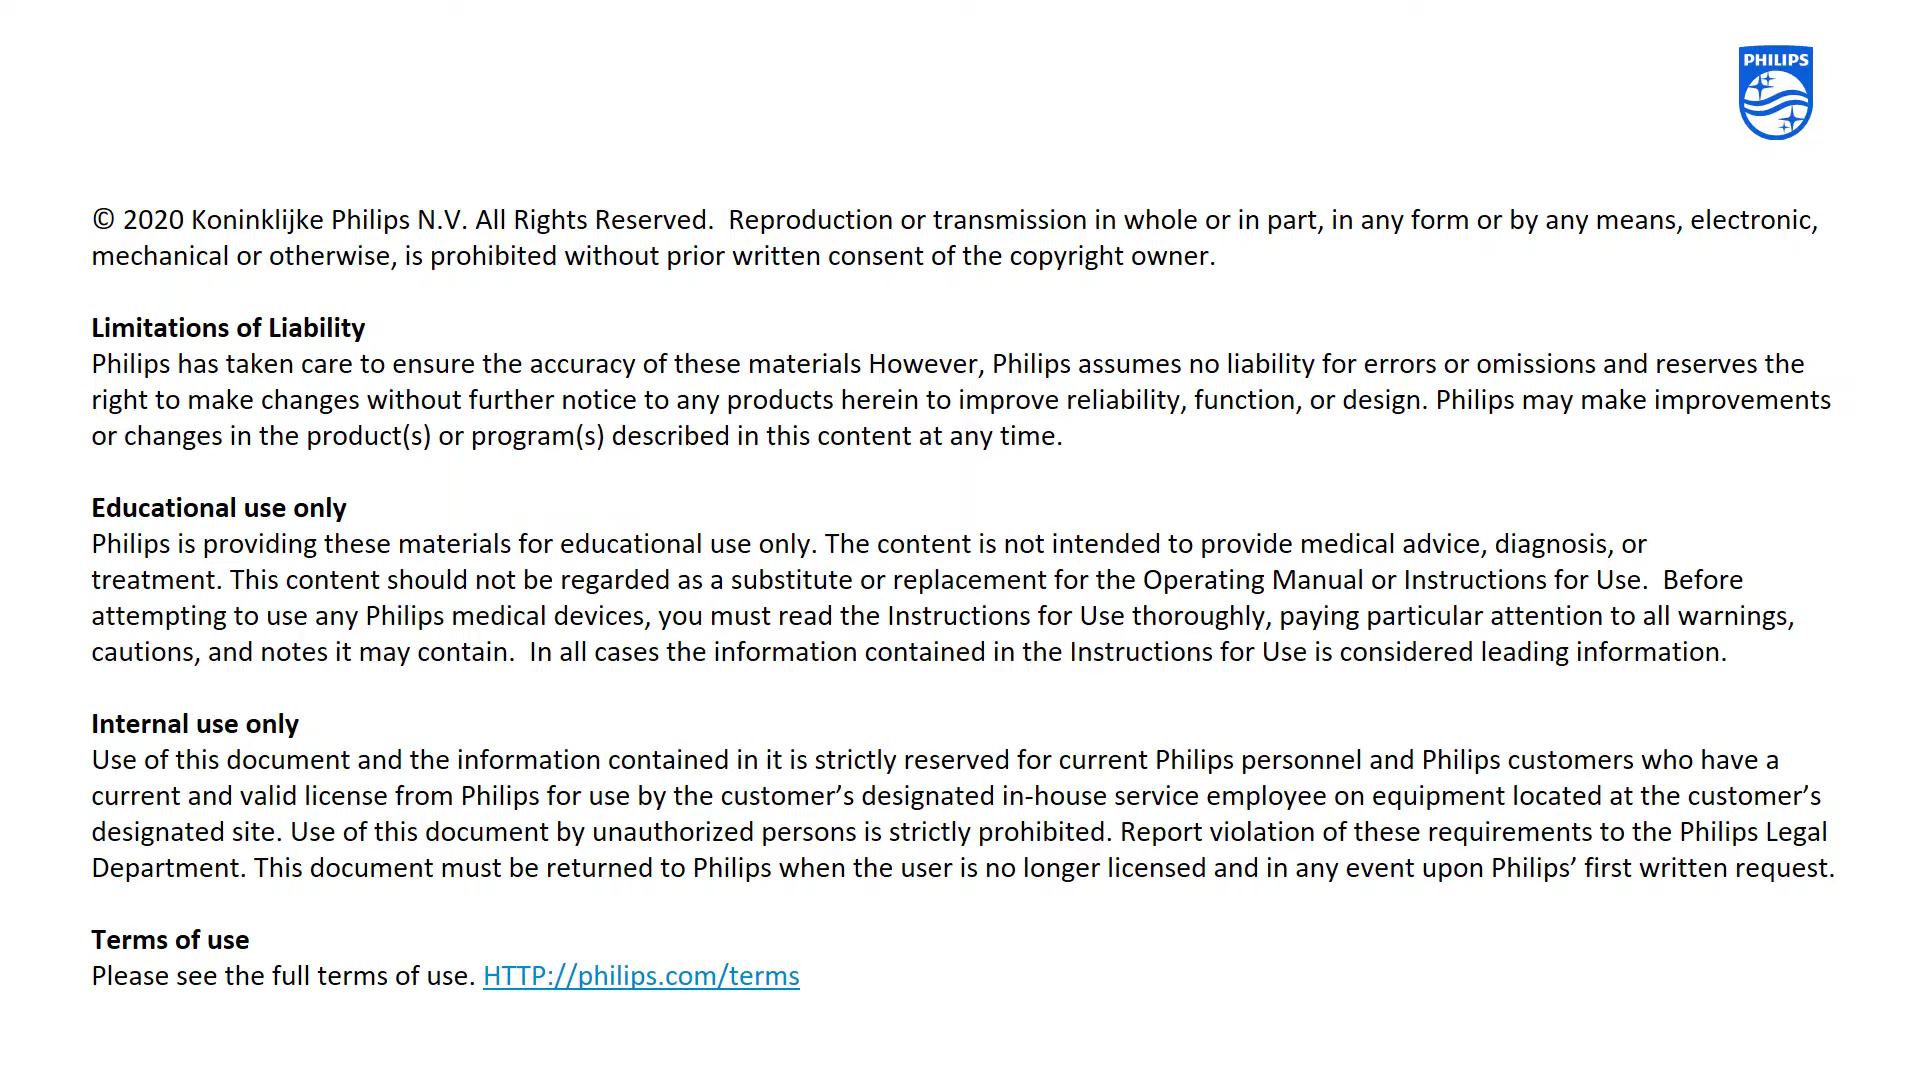 PHILIPS
© 2020 Koninklijke Philips N.V. All Rights Reserved.  Reproduction or transmission in whole or in part, in any form or by any means, electronic,
mechanical or otherwise, is prohibited without prior written consent of the copyright owner.
Limitations of Liability
Philips has taken care to ensure the accuracy of these materials However, Philips assumes no liability for errors or omissions and reserves the
right to make changes without further notice to any products herein to improve reliability, function, or design. Philips may make improvements
or changes in the product(s) or program(s) described in this content at any time.
Educational use only
Philips is providing these materials for educational use only. The content is not intended to provide medical advice, diagnosis, or
treatment. This content should not be regarded as a substitute or replacement for the Operating Manual or Instructions for Use.  Before
attempting to use any Philips medical devices, you must read the Instructions for Use thoroughly, paying particular attention to all warnings,
cautions, and notes it may contain.  In all cases the information contained in the Instructions for Use is considered leading information.
Internal use only
Use of this document and the information contained in it is strictly reserved for current Philips personnel and Philips customers who have a
current and valid license from Philips for use by the customer’s designated in-house service employee on equipment located at the customer’s
designated site. Use of this document by unauthorized persons is strictly prohibited. Report violation of these requirements to the Philips Legal
Department. This document must be returned to Philips when the user is no longer licensed and in any event upon Philips’ first written request.
Terms of use
Please see the full terms of use. HTTP://philips.com/terms